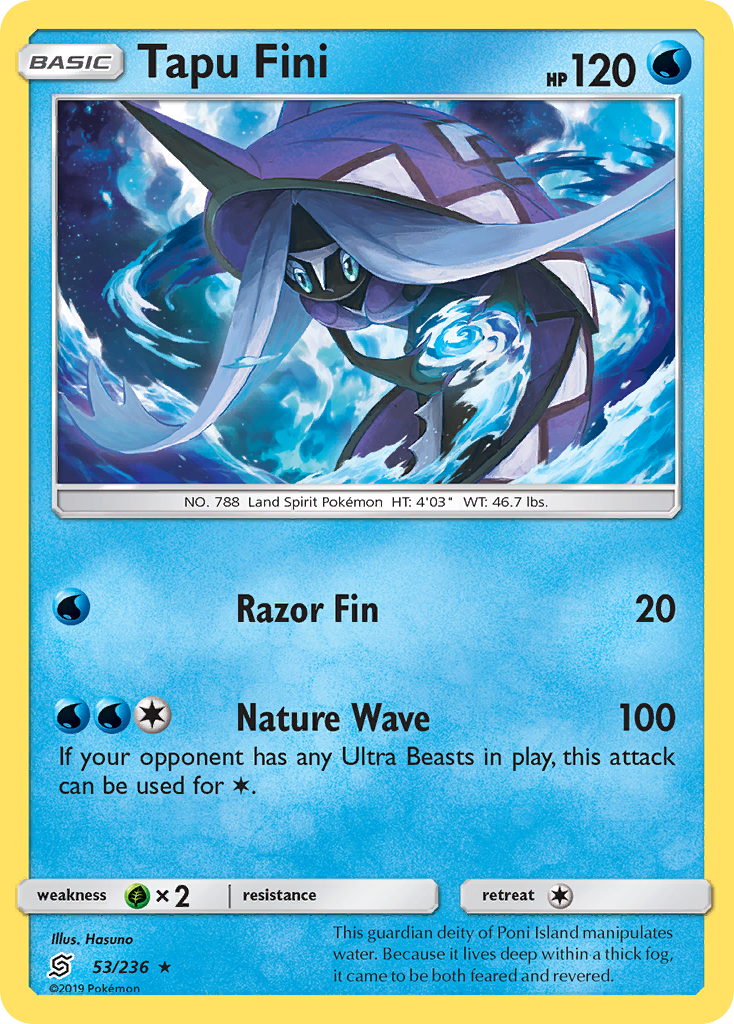 BASIC Tapu Fini HP 120
NO. 788 Land Spirit Pokémon HT: 4'03" WT: 46.7 lbs.
Razor Fin 20
Nature Wave 100
If your opponent has any Ultra Beasts in play, this attack
can be used for .
weakness ×2 resistance retreat
Illus. Hasuno
53/236 ★
©2019 Pokémon
This guardian deity of Poni Island manipulates
water. Because it lives deep within a thick fog,
it came to be both feared and revered.